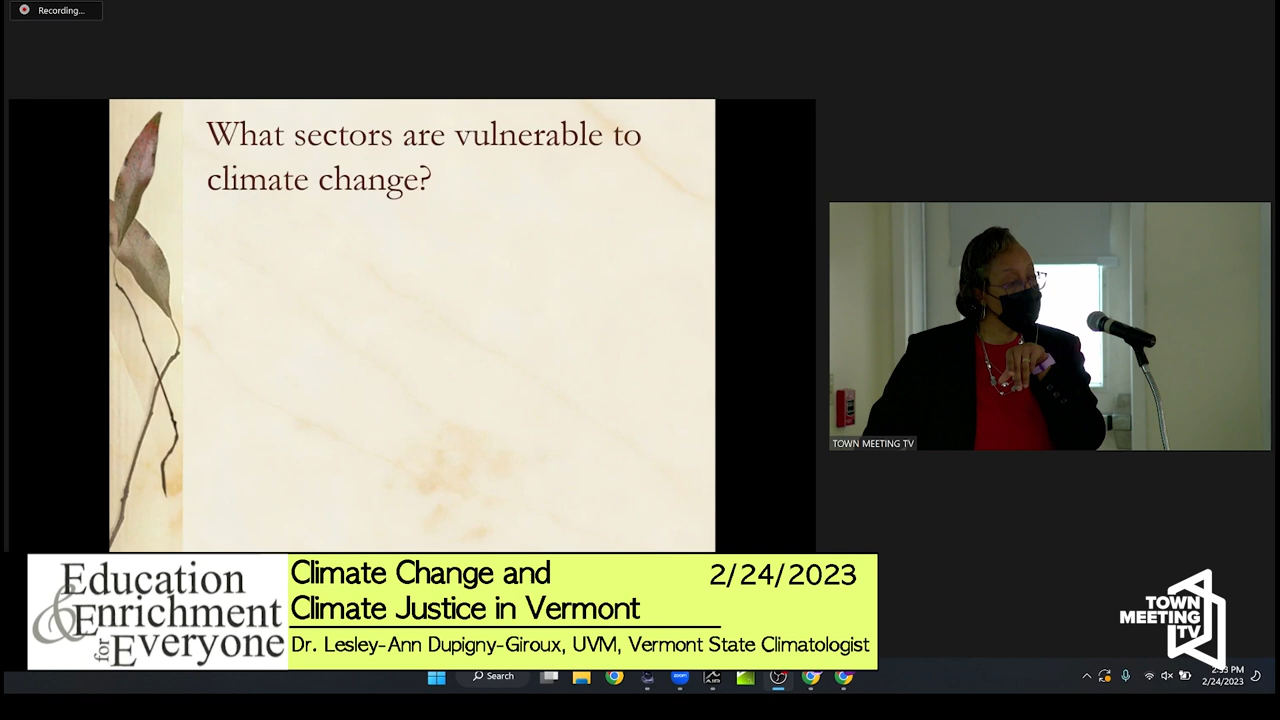 Recording...
What sectors are vulnerable to
climate change?
TOWN MEETING TV
Education
& Enrichment
for Everyone
Climate Change and
Climate Justice in Vermont
2/24/2023
Dr. Lesley-Ann Dupigny-Giroux, UVM, Vermont State Climatologist
TOWN
MEETING
TV
Search
zoom
PM
2/24/2023